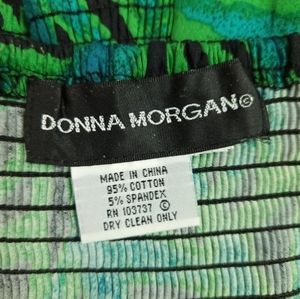 DONNA MORGAN©
MADE IN CHINA
95% COTTON
5% SPANDEX
RN 103737 ©
DRY CLEAN ONLY